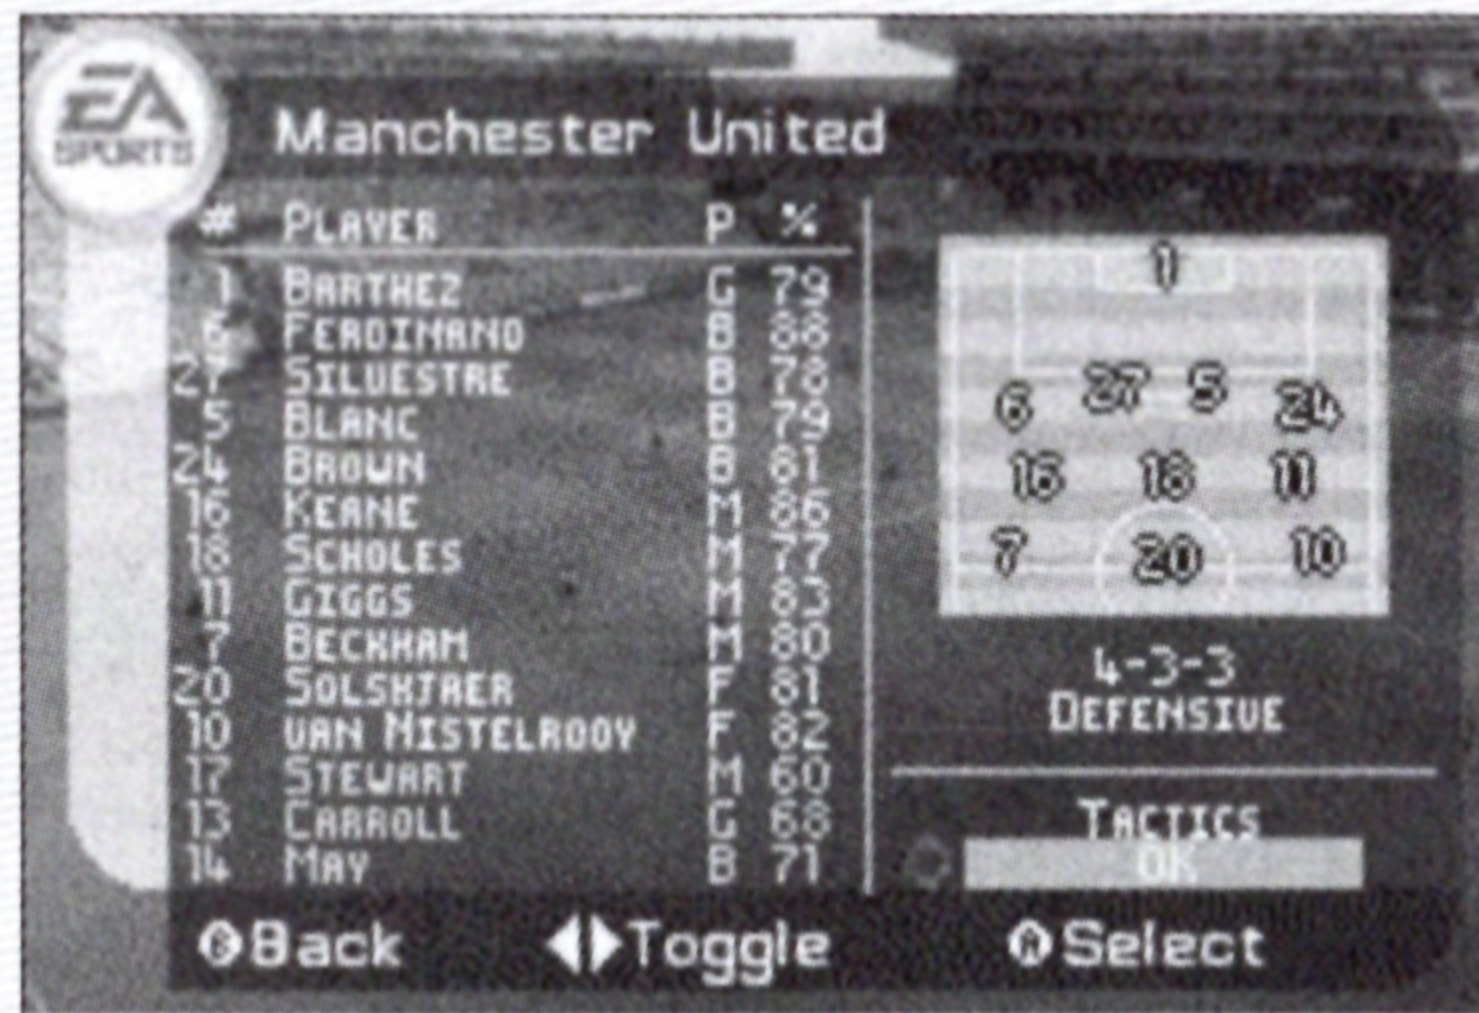 EA
SPORTS
Manchester United
# PLAYER P %
1 BARTHEZ G 79
6 FERDINAND B 88
27 SILVESTRE B 78
5 BLANC B 79
24 BROWN B 81
16 KEANE M 86
18 SCHOLES M 77
11 GIGGS M 83
7 BECKHAM M 80
20 SOLSKJAER F 81
10 VAN NISTELROOY F 82
17 STEWART M 60
13 CARROLL G 68
14 MAY B 71
1
6 27 5 24
16 18 11
7 20 10
4-3-3
DEFENSIVE
TACTICS
OK
B Back Toggle A Select